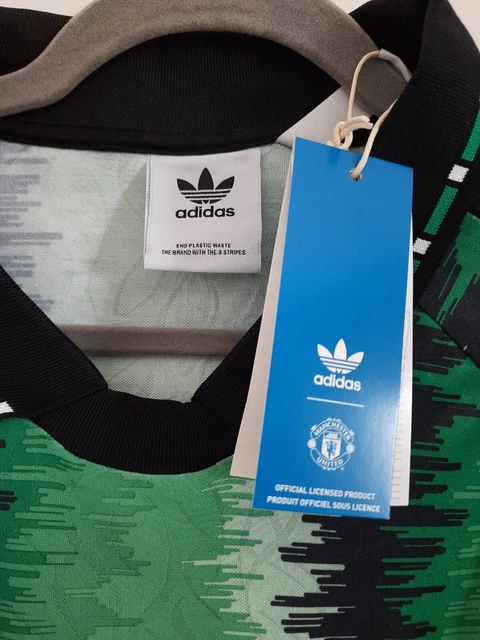 adidas
END PLASTIC WASTE
THE BRAND WITH THE 3 STRIPES
adidas
MANCHESTER
UNITED
OFFICIAL LICENSED PRODUCT
PRODUIT OFFICIEL SOUS LICENCE